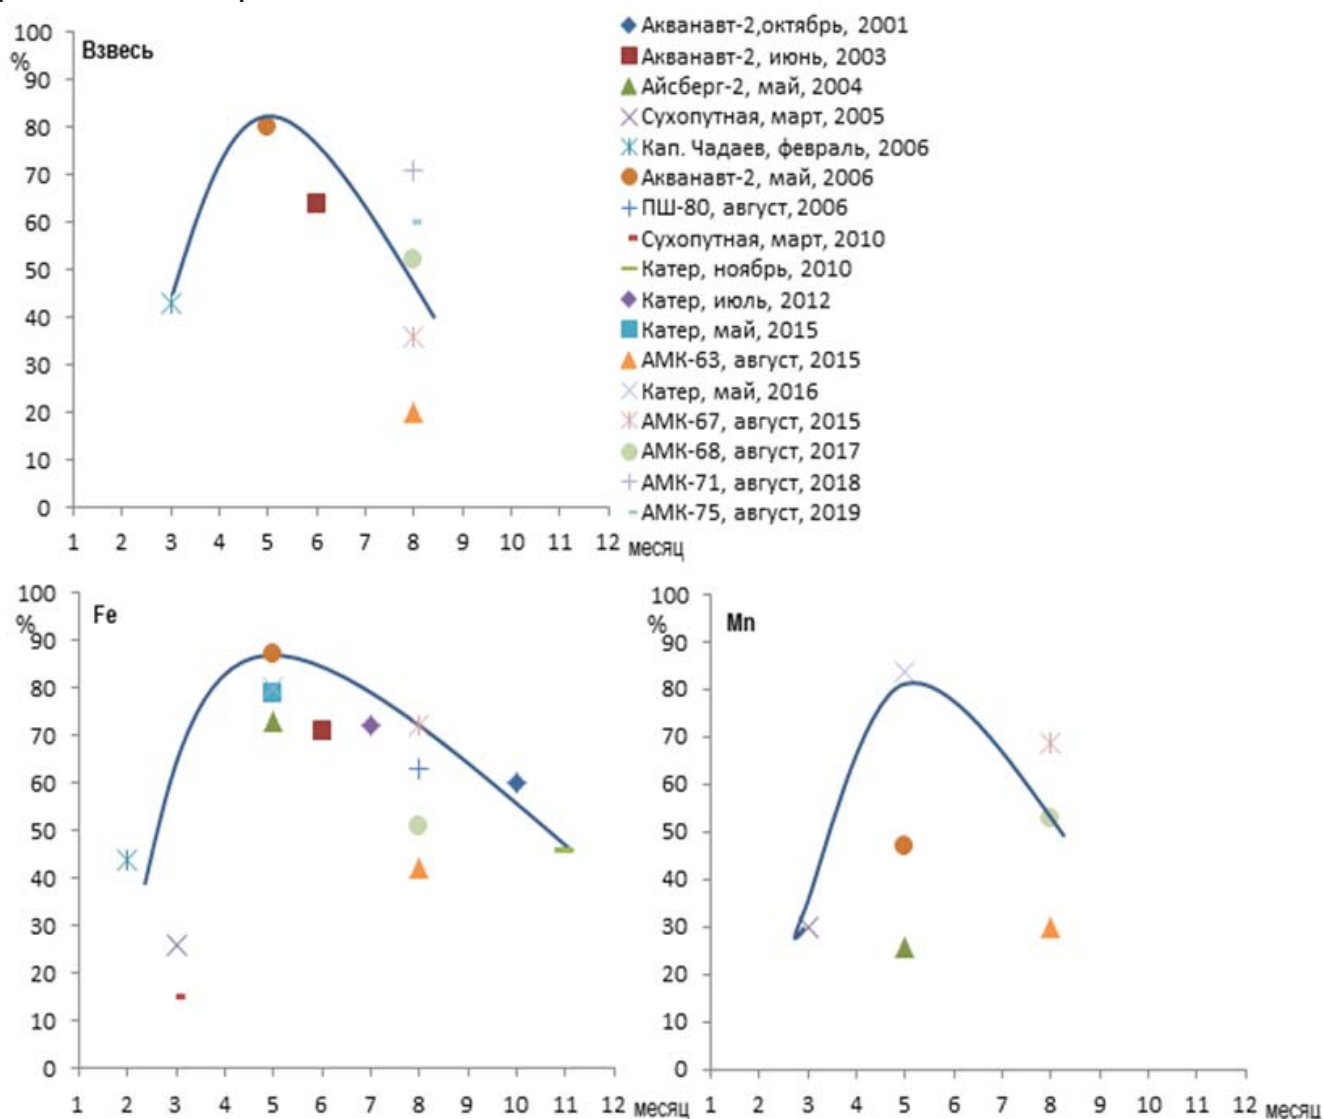 100
%
90
80
70
60
50
40
30
20
10
0
Взвесь
1 2 3 4 5 6 7 8 9 10 11 12 месяц
Акванавт-2,октябрь, 2001
Акванавт-2, июнь, 2003
Айсберг-2, май, 2004
Сухопутная, март, 2005
Кап. Чадаев, февраль, 2006
Акванавт-2, май, 2006
ПШ-80, август, 2006
Сухопутная, март, 2010
Катер, ноябрь, 2010
Катер, июль, 2012
Катер, май, 2015
АМК-63, август, 2015
Катер, май, 2016
АМК-67, август, 2015
АМК-68, август, 2017
АМК-71, август, 2018
АМК-75, август, 2019
100
%
90
80
70
60
50
40
30
20
10
0
Fe
1 2 3 4 5 6 7 8 9 10 11 12 месяц
100
%
90
80
70
60
50
40
30
20
10
0
Mn
1 2 3 4 5 6 7 8 9 10 11 12 месяц